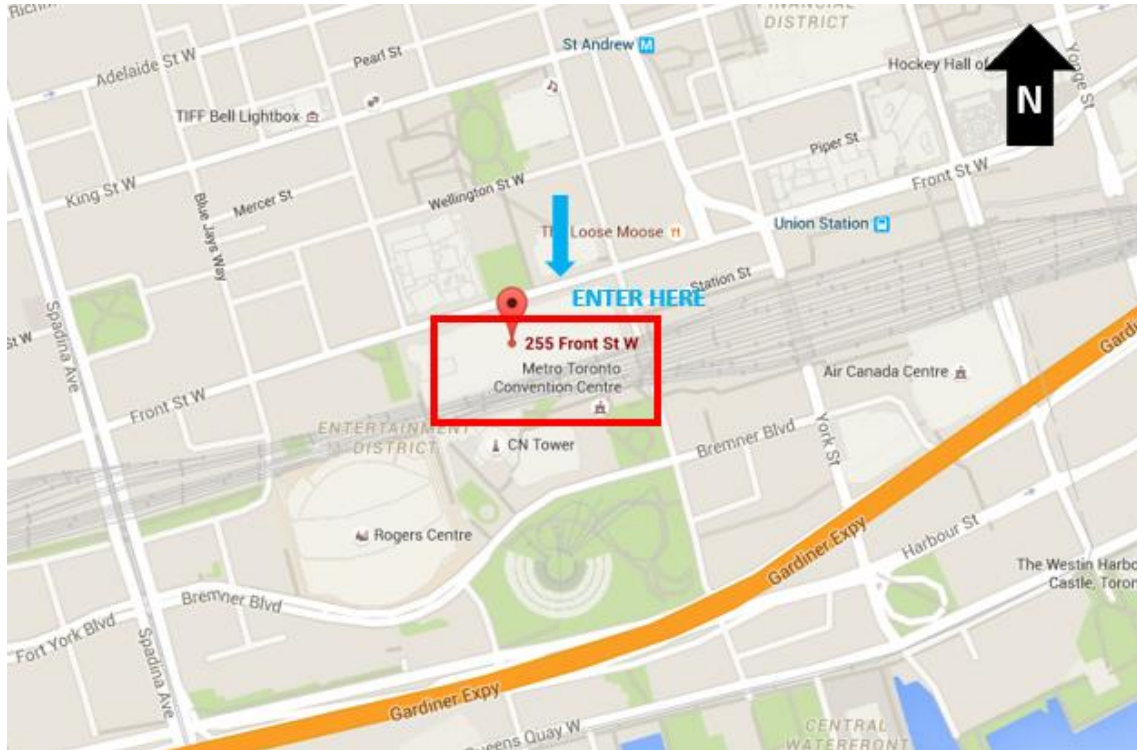 FINANCIAL
DISTRICT
St Andrew
Adelaide St W
Pearl St
Hockey Hall of
N
Yonge St
TIFF Bell Lightbox
Piper St
King St W
Mercer St
Wellington St W
Front St W
Blue Jays Way
Loose Moose
Union Station
Station St
ENTER HERE
Spadina Ave
St W
255 Front St W
Metro Toronto
Convention Centre
Air Canada Centre
Front St W
ENTERTAINMENT
DISTRICT
CN Tower
Bremner Blvd
York St
Rogers Centre
Gardiner Expy
Harbour St
The Westin Harbo
Castle, Toron
Bremner Blvd
Fort York Blvd
Spadina Ave
Gardiner Expy
Queens Quay W
CENTRAL
WATERFRONT